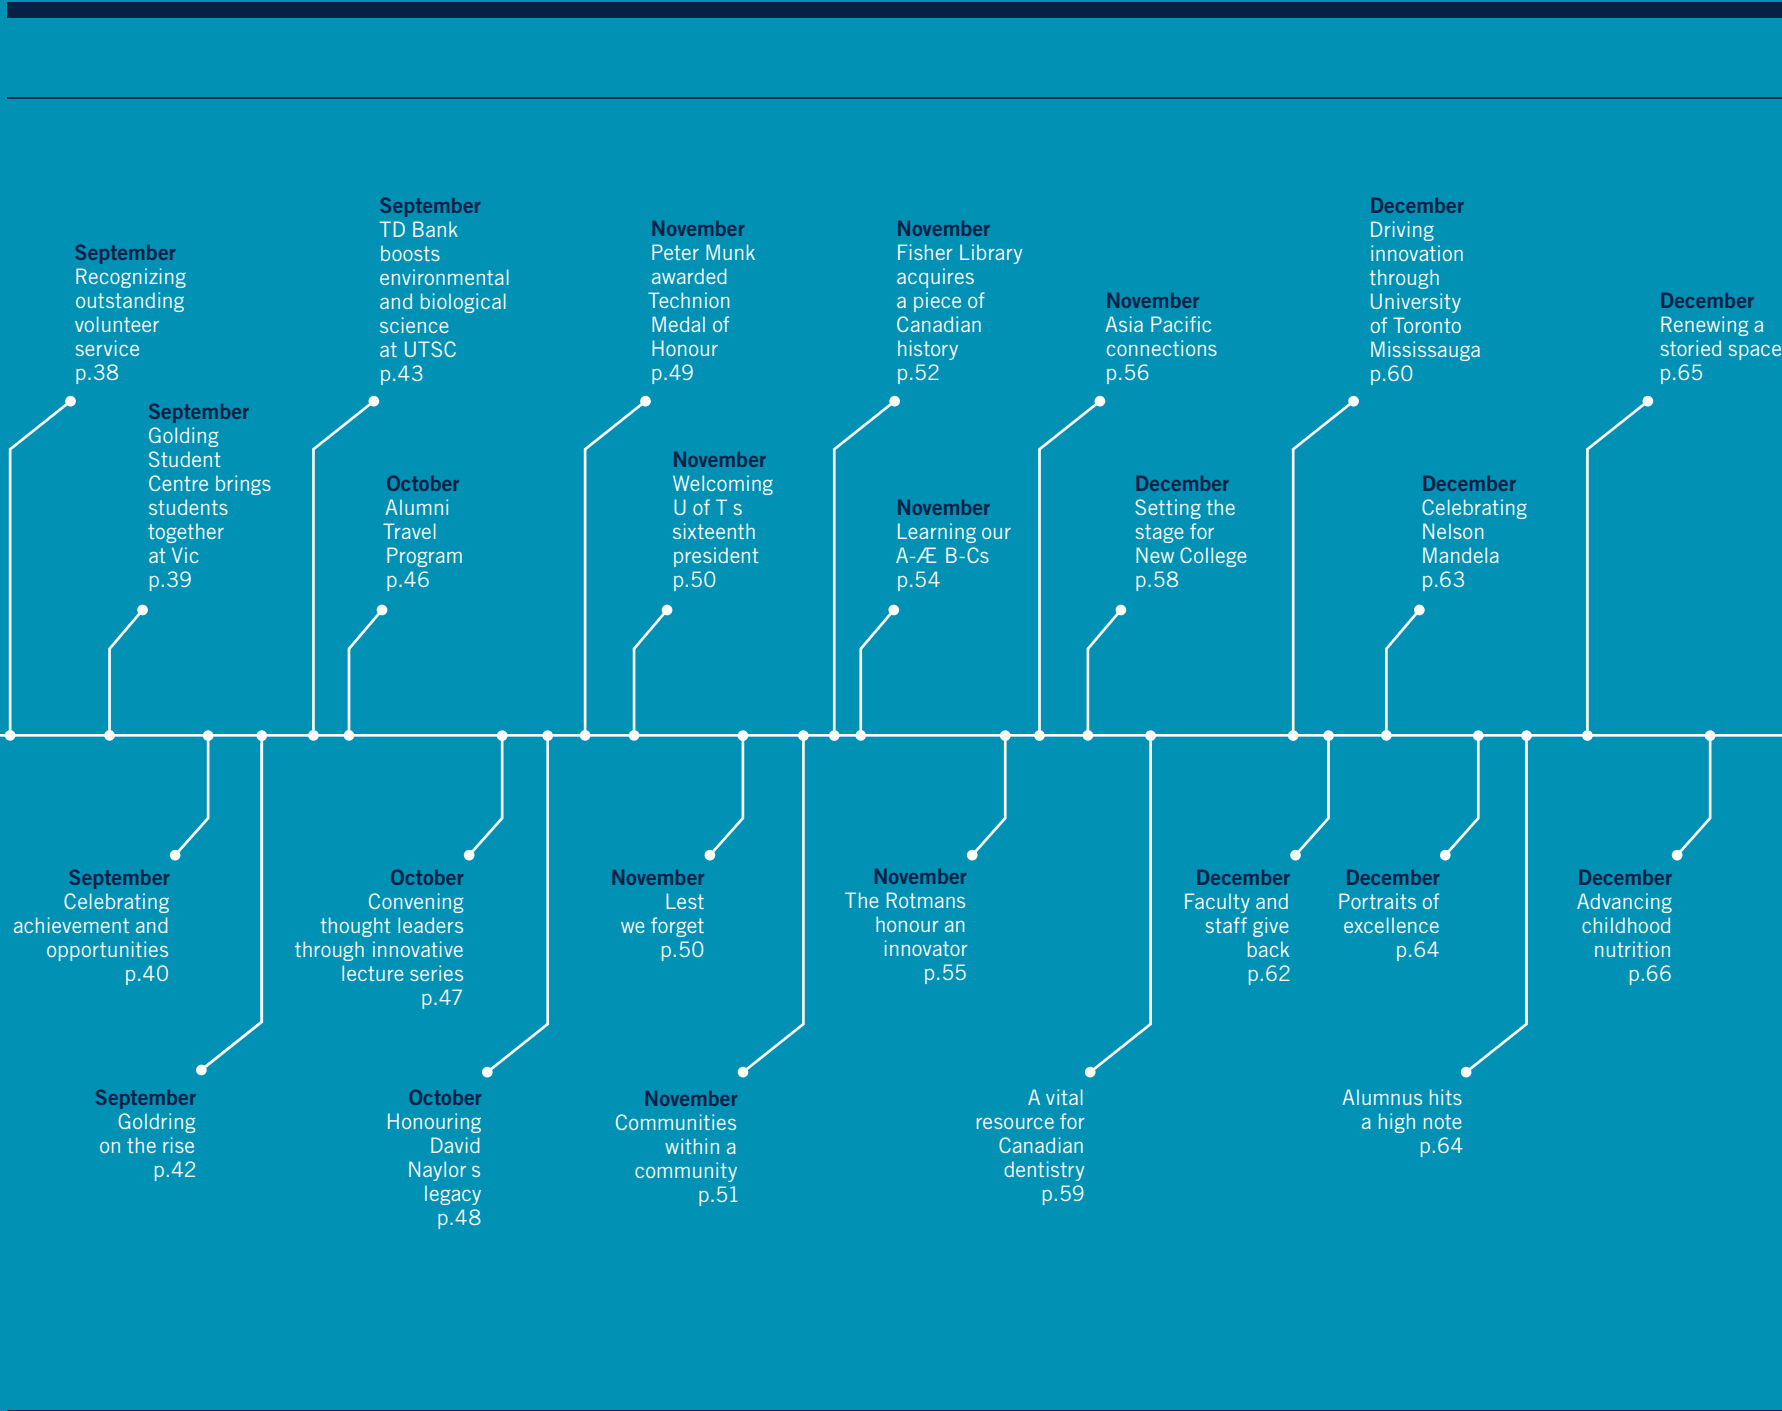 September
Recognizing
outstanding
volunteer
service
p.38
September
Golding
Student
Centre brings
students
together
at Vic
p.39
September
Celebrating
achievement and
opportunities
p.40
September
Goldring
on the rise
p.42
September
TD Bank
boosts
environmental
and biological
science
at UTSC
p.43
October
Alumni
Travel
Program
p.46
October
Convening
thought leaders
through innovative
lecture series
p.47
October
Honouring
David
Naylor s
legacy
p.48
November
Peter Munk
awarded
Technion
Medal of
Honour
p.49
November
Welcoming
U of T s
sixteenth
president
p.50
November
Lest
we forget
p.50
November
Communities
within a
community
p.51
November
Fisher Library
acquires
a piece of
Canadian
history
p.52
November
Learning our
A-Æ B-Cs
p.54
November
The Rotmans
honour an
innovator
p.55
November
Asia Pacific
connections
p.56
December
Setting the
stage for
New College
p.58
A vital
resource for
Canadian
dentistry
p.59
December
Driving
innovation
through
University
of Toronto
Mississauga
p.60
December
Faculty and
staff give
back
p.62
December
Celebrating
Nelson
Mandela
p.63
December
Portraits of
excellence
p.64
Alumnus hits
a high note
p.64
December
Renewing a
storied space
p.65
December
Advancing
childhood
nutrition
p.66